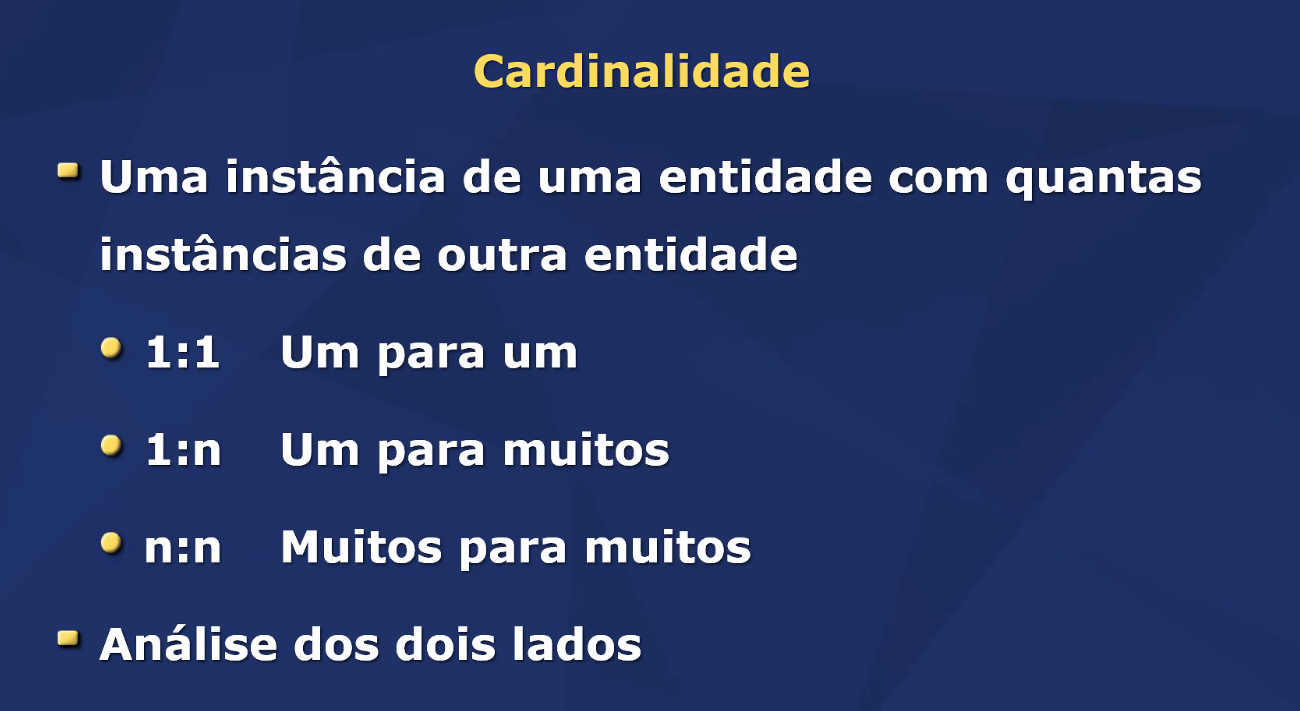 Cardinalidade
Uma instância de uma entidade com quantas
instâncias de outra entidade
1:1 Um para um
1:n Um para muitos
n:n Muitos para muitos
Análise dos dois lados